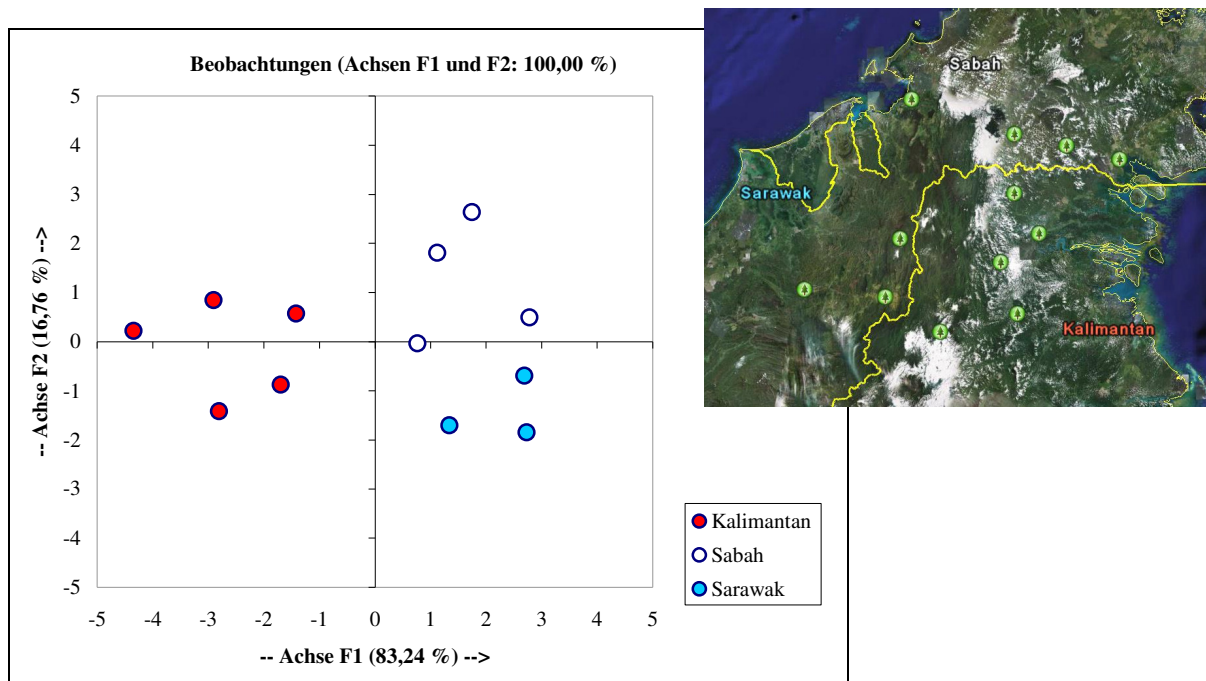 Beobachtungen (Achsen F1 und F2: 100,00 %)
5
4
3
2
1
0
-1
-2
-3
-4
-5
-5 -4 -3 -2 -1 0 1 2 3 4 5
-- Achse F2 (16,76 %) -->
-- Achse F1 (83,24 %) -->
Kalimantan
Sabah
Sarawak
Sabah
Sarawak
Kalimantan